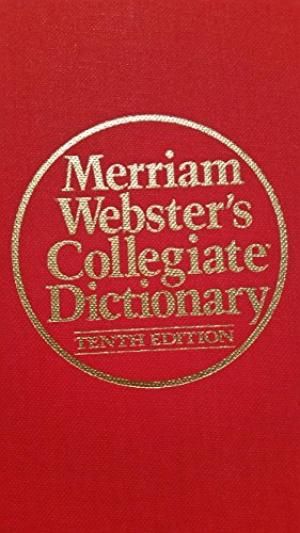 Merriam
Webster's
Collegiate®
Dictionary
TENTH EDITION